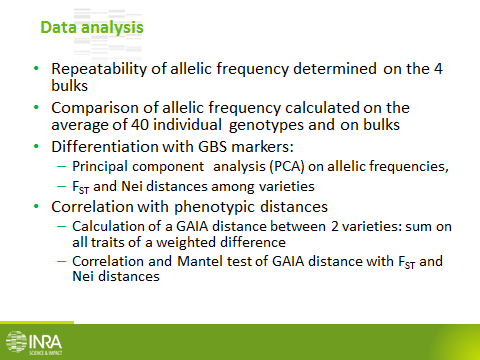 Data analysis
• Repeatability of allelic frequency determined on the 4
bulks
• Comparison of allelic frequency calculated on the
average of 40 individual genotypes and on bulks
• Differentiation with GBS markers:
– Principal component analysis (PCA) on allelic frequencies,
– FST and Nei distances among varieties
• Correlation with phenotypic distances
– Calculation of a GAIA distance between 2 varieties: sum on
all traits of a weighted difference
– Correlation and Mantel test of GAIA distance with FST and
Nei distances
INRA
SCIENCE & IMPACT